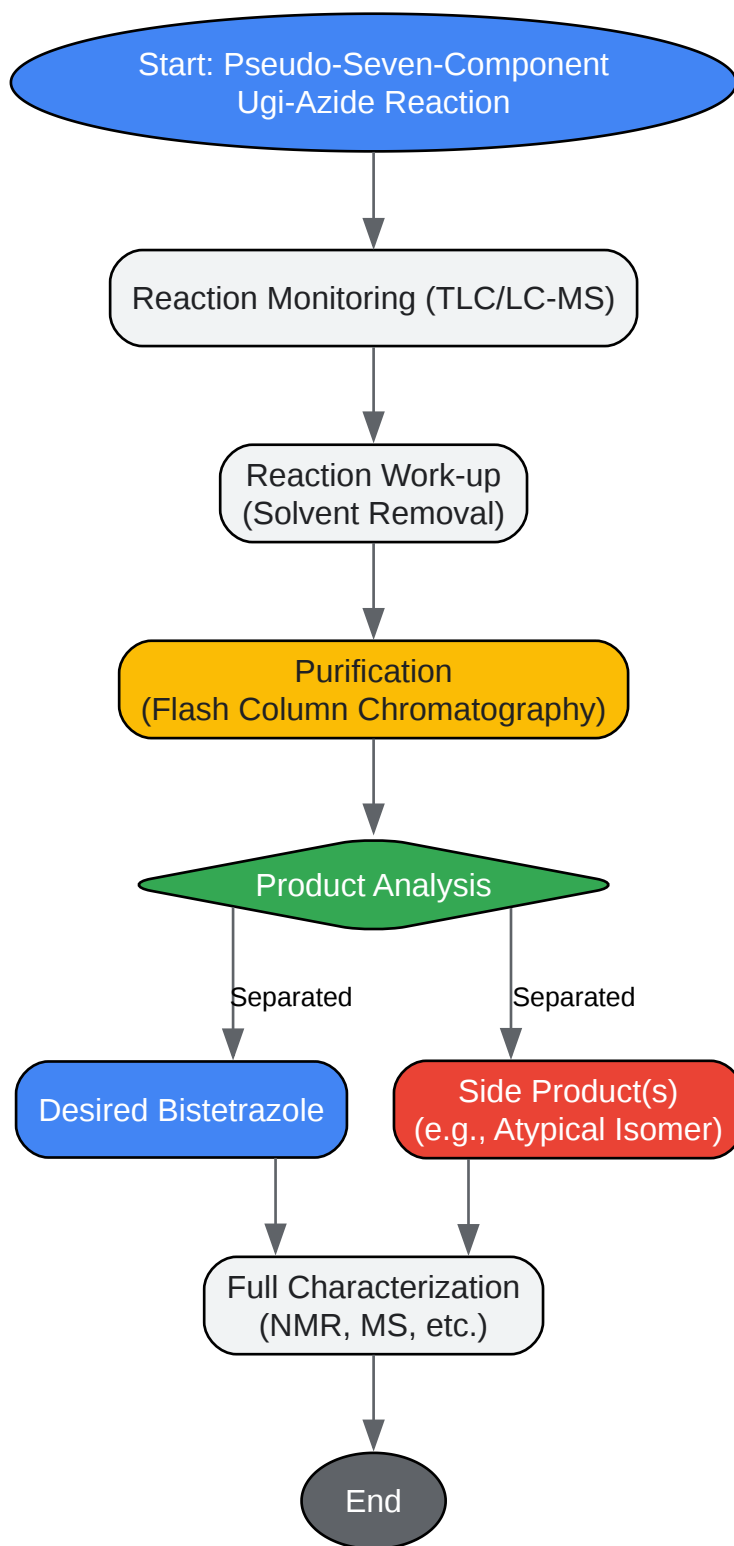 Start: Pseudo-Seven-Component
Ugi-Azide Reaction
Reaction Monitoring (TLC/LC-MS)
Reaction Work-up
(Solvent Removal)
Purification
(Flash Column Chromatography)
Product Analysis
Separated
Separated
Desired Bistetrazole
Side Product(s)
(e.g., Atypical Isomer)
Full Characterization
(NMR, MS, etc.)
End